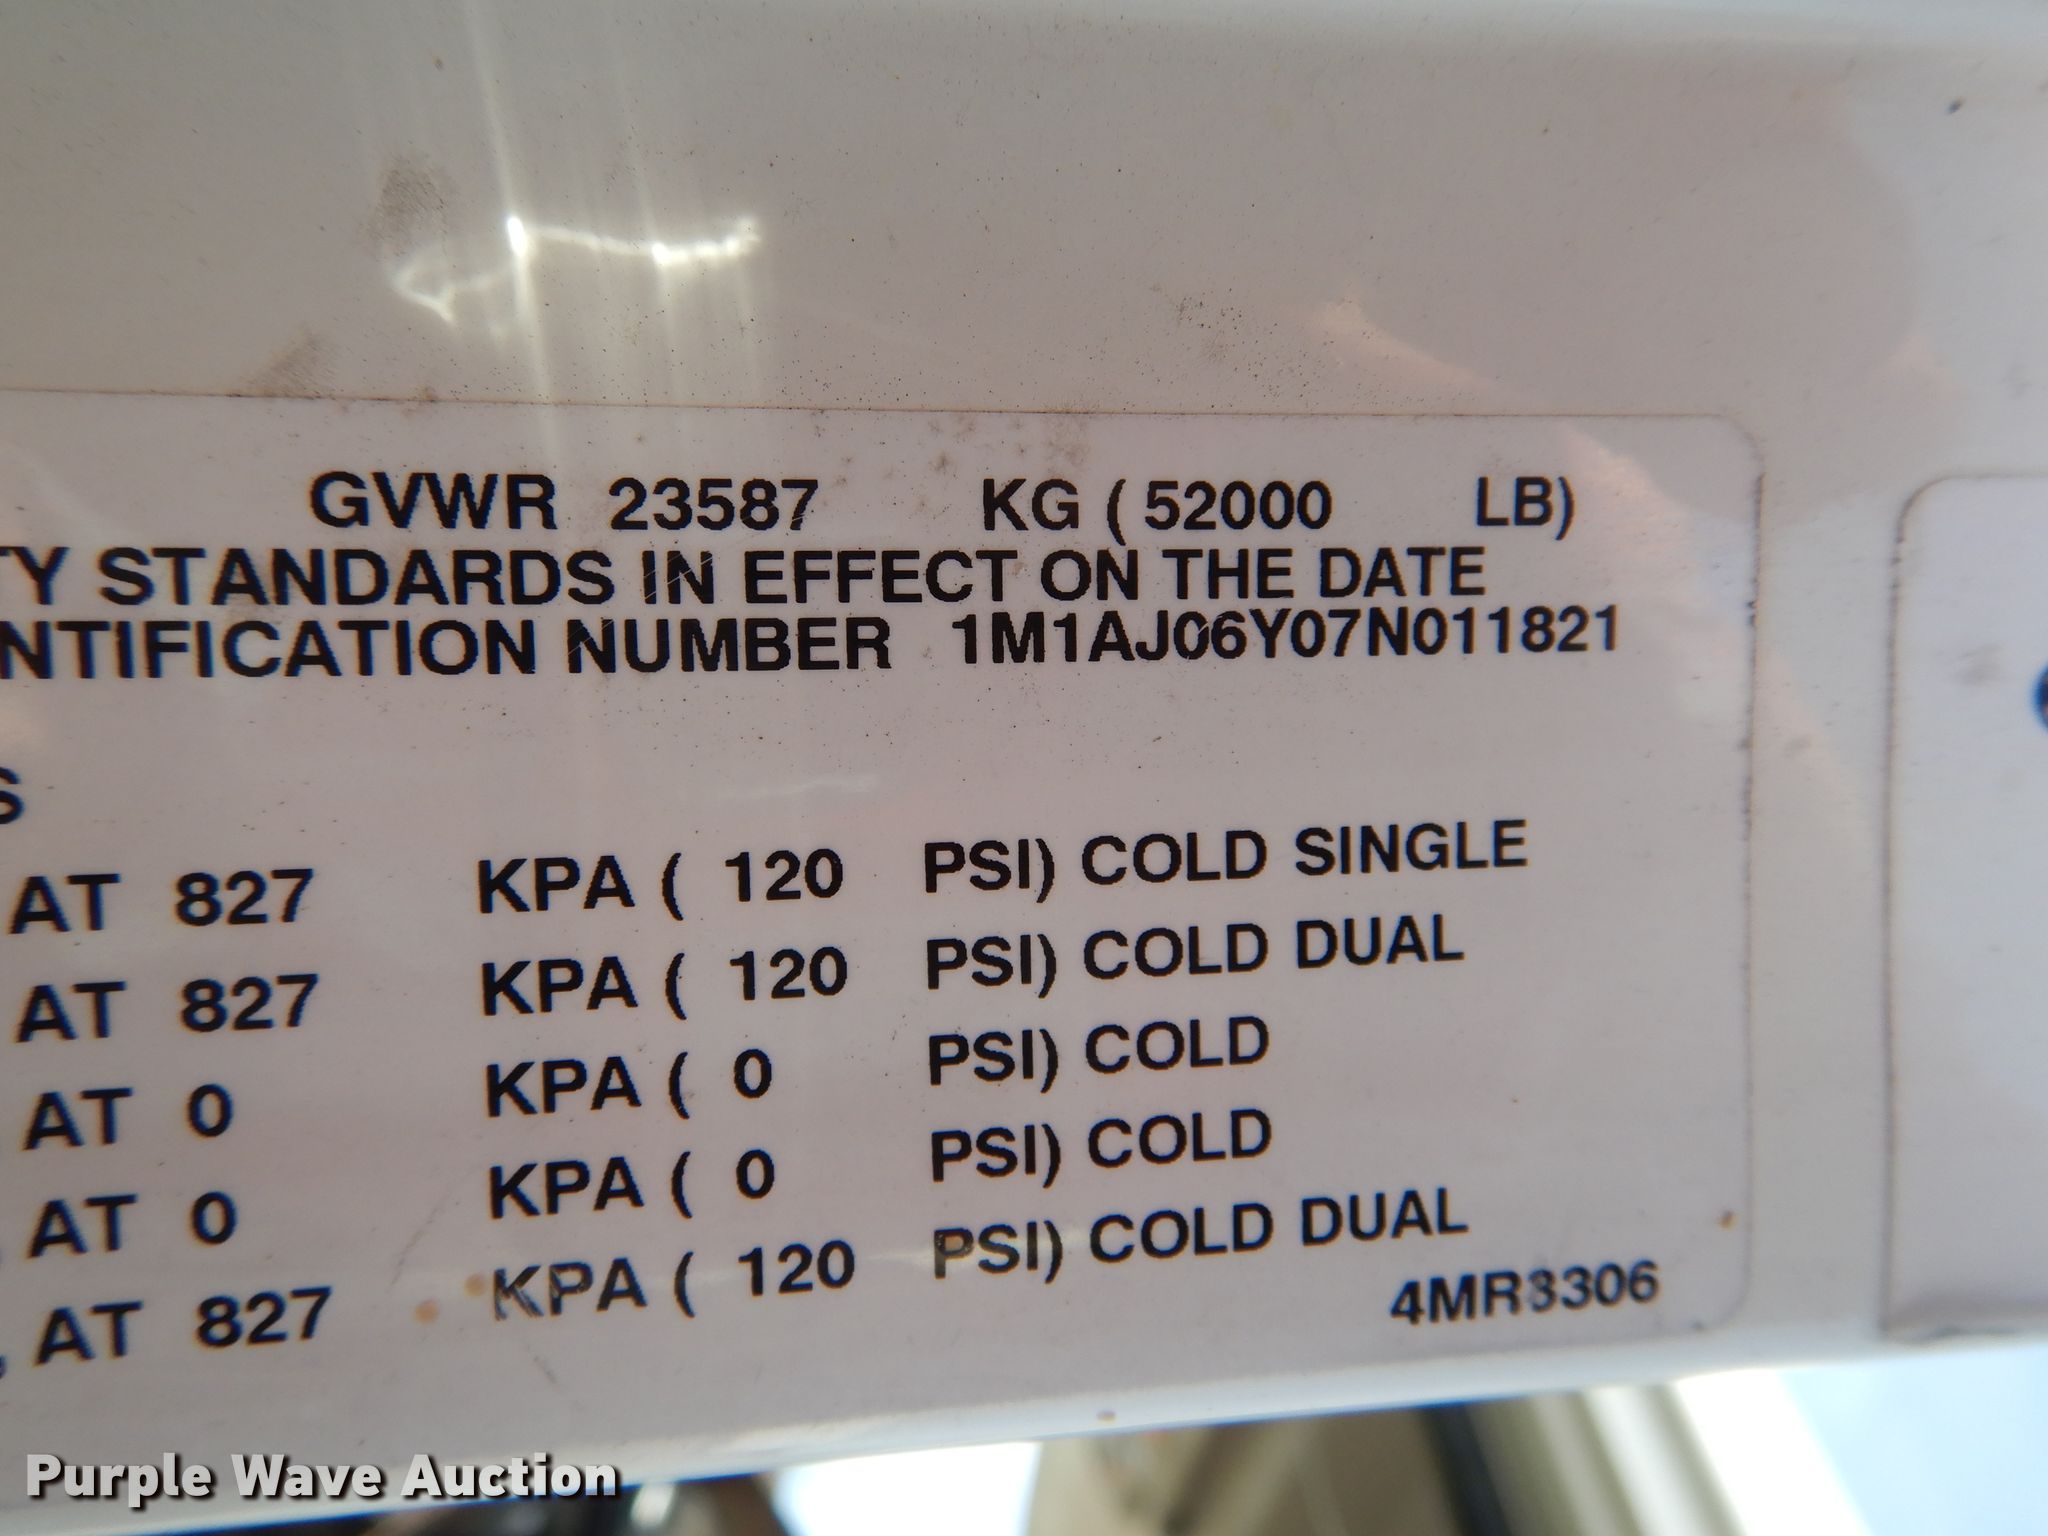 GVWR 23587 KG ( 52000 LB)
TY STANDARDS IN EFFECT ON THE DATE
NTIFICATION NUMBER 1M1AJ06Y07N011821
S
AT 827 KPA ( 120 PSI) COLD SINGLE
AT 827 KPA ( 120 PSI) COLD DUAL
AT 0 KPA ( 0 PSI) COLD
, AT 0 KPA ( 0 PSI) COLD
, AT 827 KPA ( 120 PSI) COLD DUAL
4MR3306
Purple Wave Auction